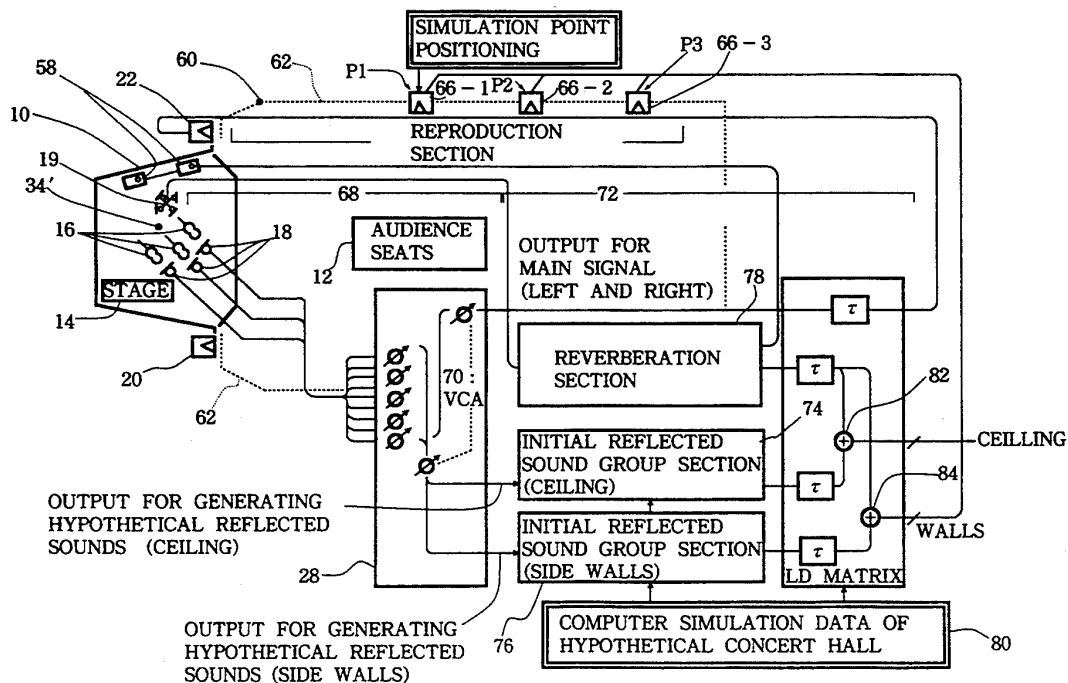 SIMULATION POINT
POSITIONING
22
60
62
P1
66-1
P2
66-2
P3
66-3
58
10
REPRODUCTION
SECTION
19
34'
68
72
16
18
AUDIENCE
SEATS
12
OUTPUT FOR
MAIN SIGNAL
(LEFT AND RIGHT)
78
STAGE
14
τ
20
REVERBERATION
SECTION
τ
82
62
70 :
VCA
74
CEILLING
INITIAL REFLECTED
SOUND GROUP SECTION
(CEILING)
τ
84
OUTPUT FOR GENERATING
HYPOTHETICAL REFLECTED
SOUNDS (CEILING)
WALLS
INITIAL REFLECTED
SOUND GROUP SECTION
(SIDE WALLS)
τ
LD MATRIX
28
OUTPUT FOR GENERATING
HYPOTHETICAL REFLECTED
SOUNDS (SIDE WALLS)
76
COMPUTER SIMULATION DATA OF
HYPOTHETICAL CONCERT HALL
80